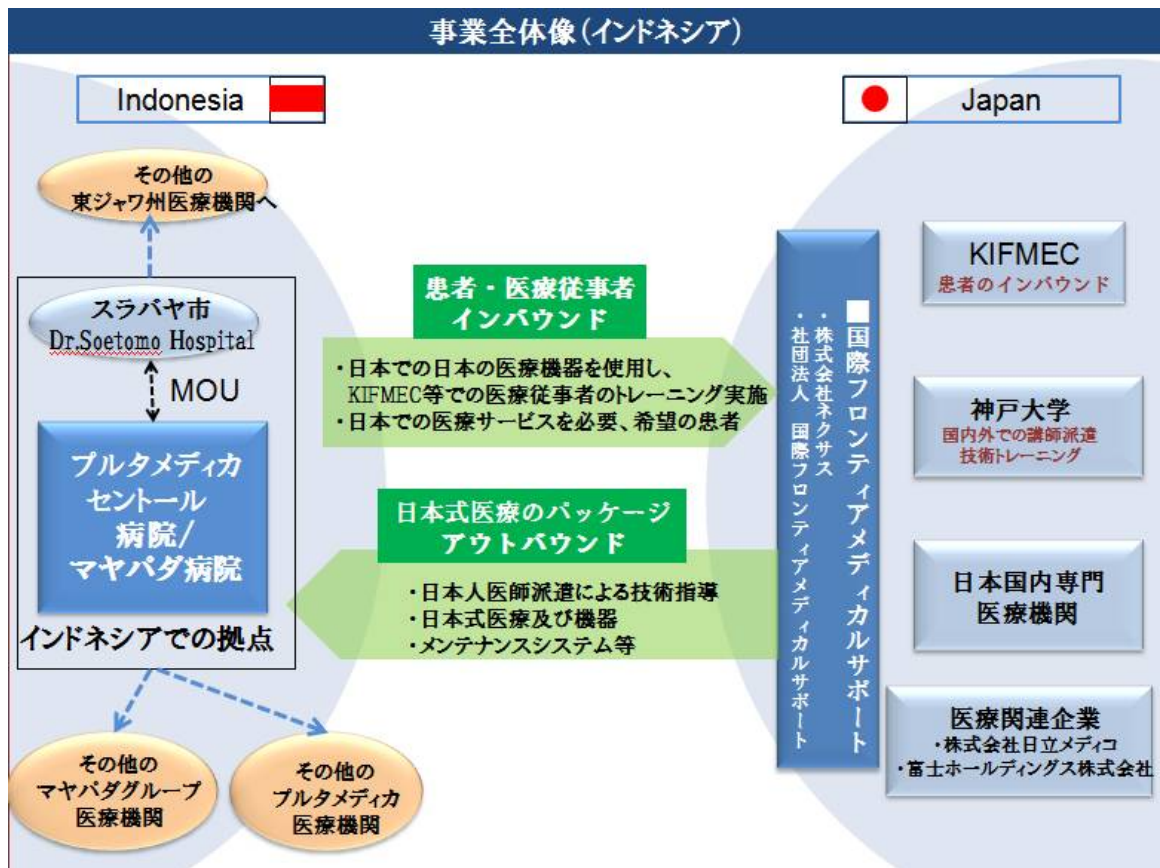 事業全体像(インドネシア)
Indonesia
Japan
その他の
東ジャワ州医療機関へ
スラバヤ市
Dr.Soetomo Hospital
MOU
プルタメディカ
セントール
病院/
マヤパダ病院
インドネシアでの拠点
その他の
マヤパダグループ
医療機関
その他の
プルタメディカ
医療機関
患者・医療従事者
インバウンド
・日本での日本の医療機器を使用し、
KIFMEC等での医療従事者のトレーニング実施
・日本での医療サービスを必要、希望の患者
日本式医療のパッケージ
アウトバウンド
・日本人医師派遣による技術指導
・日本式医療及び機器
・メンテナンスシステム等
■国際フロンティアメディカルサポート
・株式会社ネクサス
・社団法人 国際フロンティアメディカルサポート
KIFMEC
患者のインバウンド
神戸大学
国内外での講師派遣
技術トレーニング
日本国内専門
医療機関
医療関連企業
・株式会社日立メディコ
・富士ホールディングス株式会社